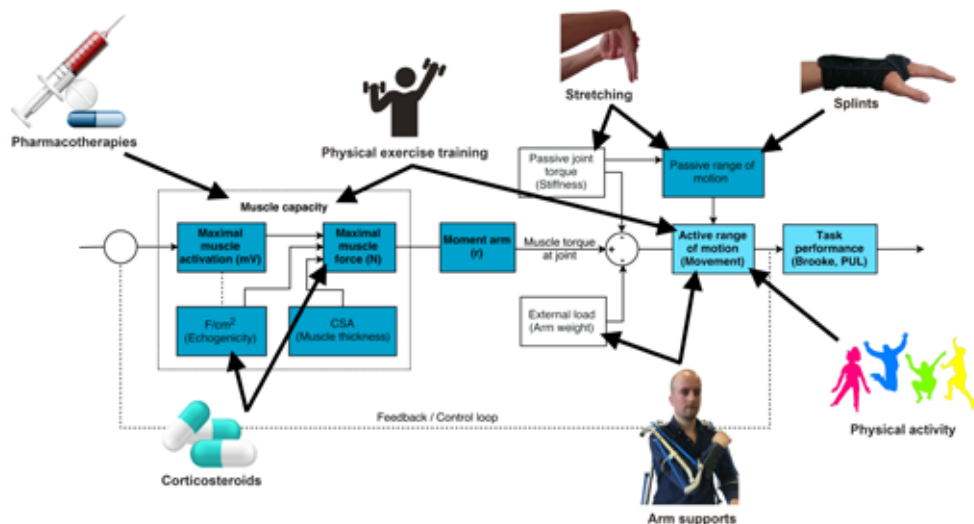 Pharmacotherapies
Physical exercise training
Stretching
Splints
Passive joint
torque
(Stiffness)
Passive range of
motion
Muscle capacity
Maximal
muscle
activation (mV)
Maximal
muscle
force (N)
Moment arm
(r)
Muscle torque
at joint
Active range
of motion
(Movement)
Task
performance
(Brooke, PUL)
F/cm²
(Echogenicity)
CSA
(Muscle thickness)
External load
(Arm weight)
Feedback / Control loop
Corticosteroids
Arm supports
Physical activity